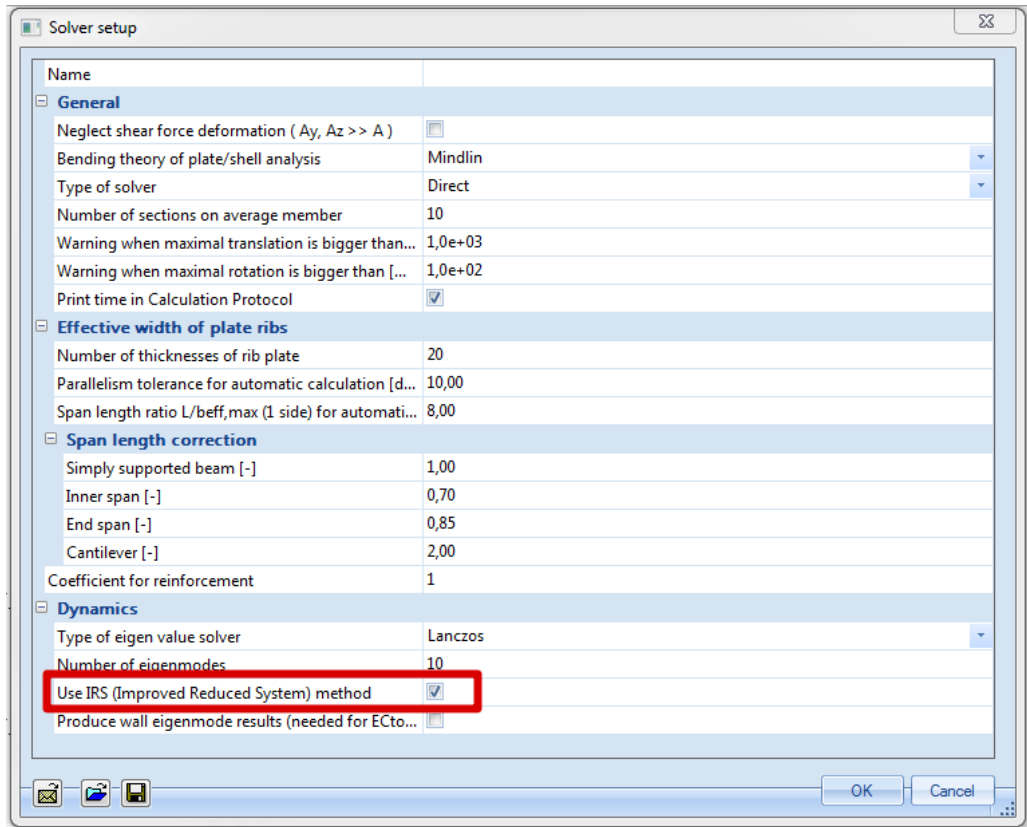 Solver setup
Name
General
Neglect shear force deformation ( Ay, Az >> A )
Bending theory of plate/shell analysis Mindlin
Type of solver Direct
Number of sections on average member 10
Warning when maximal translation is bigger than... 1,0e+03
Warning when maximal rotation is bigger than [... 1,0e+02
Print time in Calculation Protocol
Effective width of plate ribs
Number of thicknesses of rib plate 20
Parallelism tolerance for automatic calculation [d... 10,00
Span length ratio L/beff,max (1 side) for automati... 8,00
Span length correction
Simply supported beam [-] 1,00
Inner span [-] 0,70
End span [-] 0,85
Cantilever [-] 2,00
Coefficient for reinforcement 1
Dynamics
Type of eigen value solver Lanczos
Number of eigenmodes 10
Use IRS (Improved Reduced System) method
Produce wall eigenmode results (needed for ECto...
OK Cancel